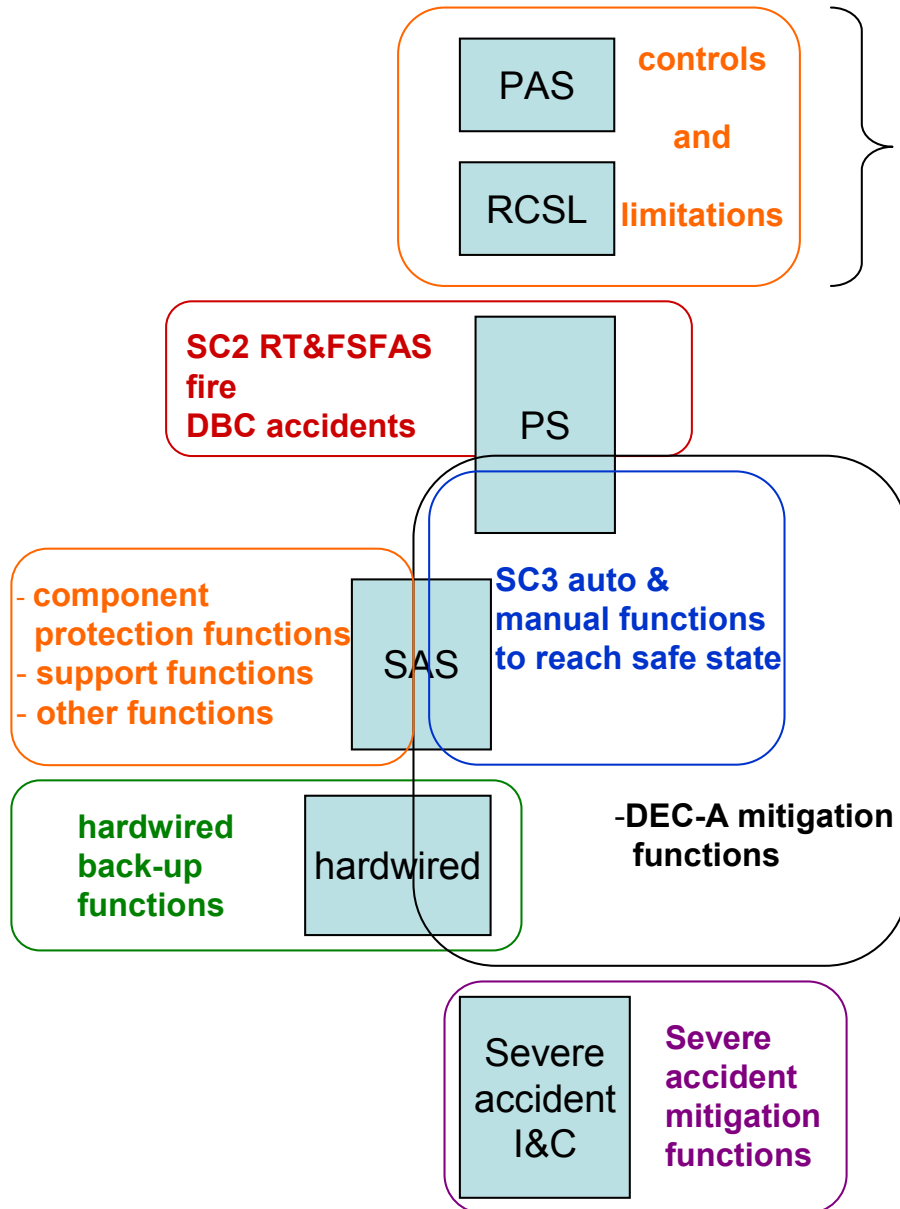 PAS
controls
and
RCSL
limitations
SC2 RT&FSFAS
fire
DBC accidents
PS
- component
protection functions
- support functions
- other functions
SAS
SC3 auto &
manual functions
to reach safe state
hardwired
back-up
functions
hardwired
-DEC-A mitigation
functions
Severe
accident
I&C
Severe
accident
mitigation
functions